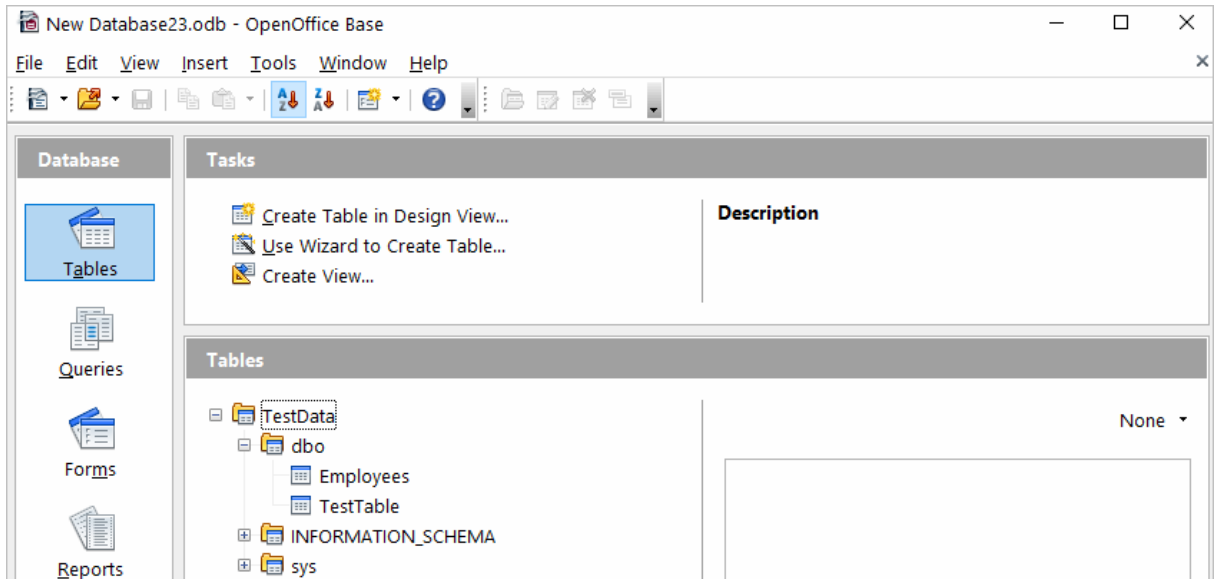 New Database23.odb - OpenOffice Base
File Edit View Insert Tools Window Help
Database
Tables
Queries
Forms
Reports
Tasks
Create Table in Design View...
Use Wizard to Create Table...
Create View...
Description
Tables
TestData
dbo
Employees
TestTable
INFORMATION_SCHEMA
sys
None